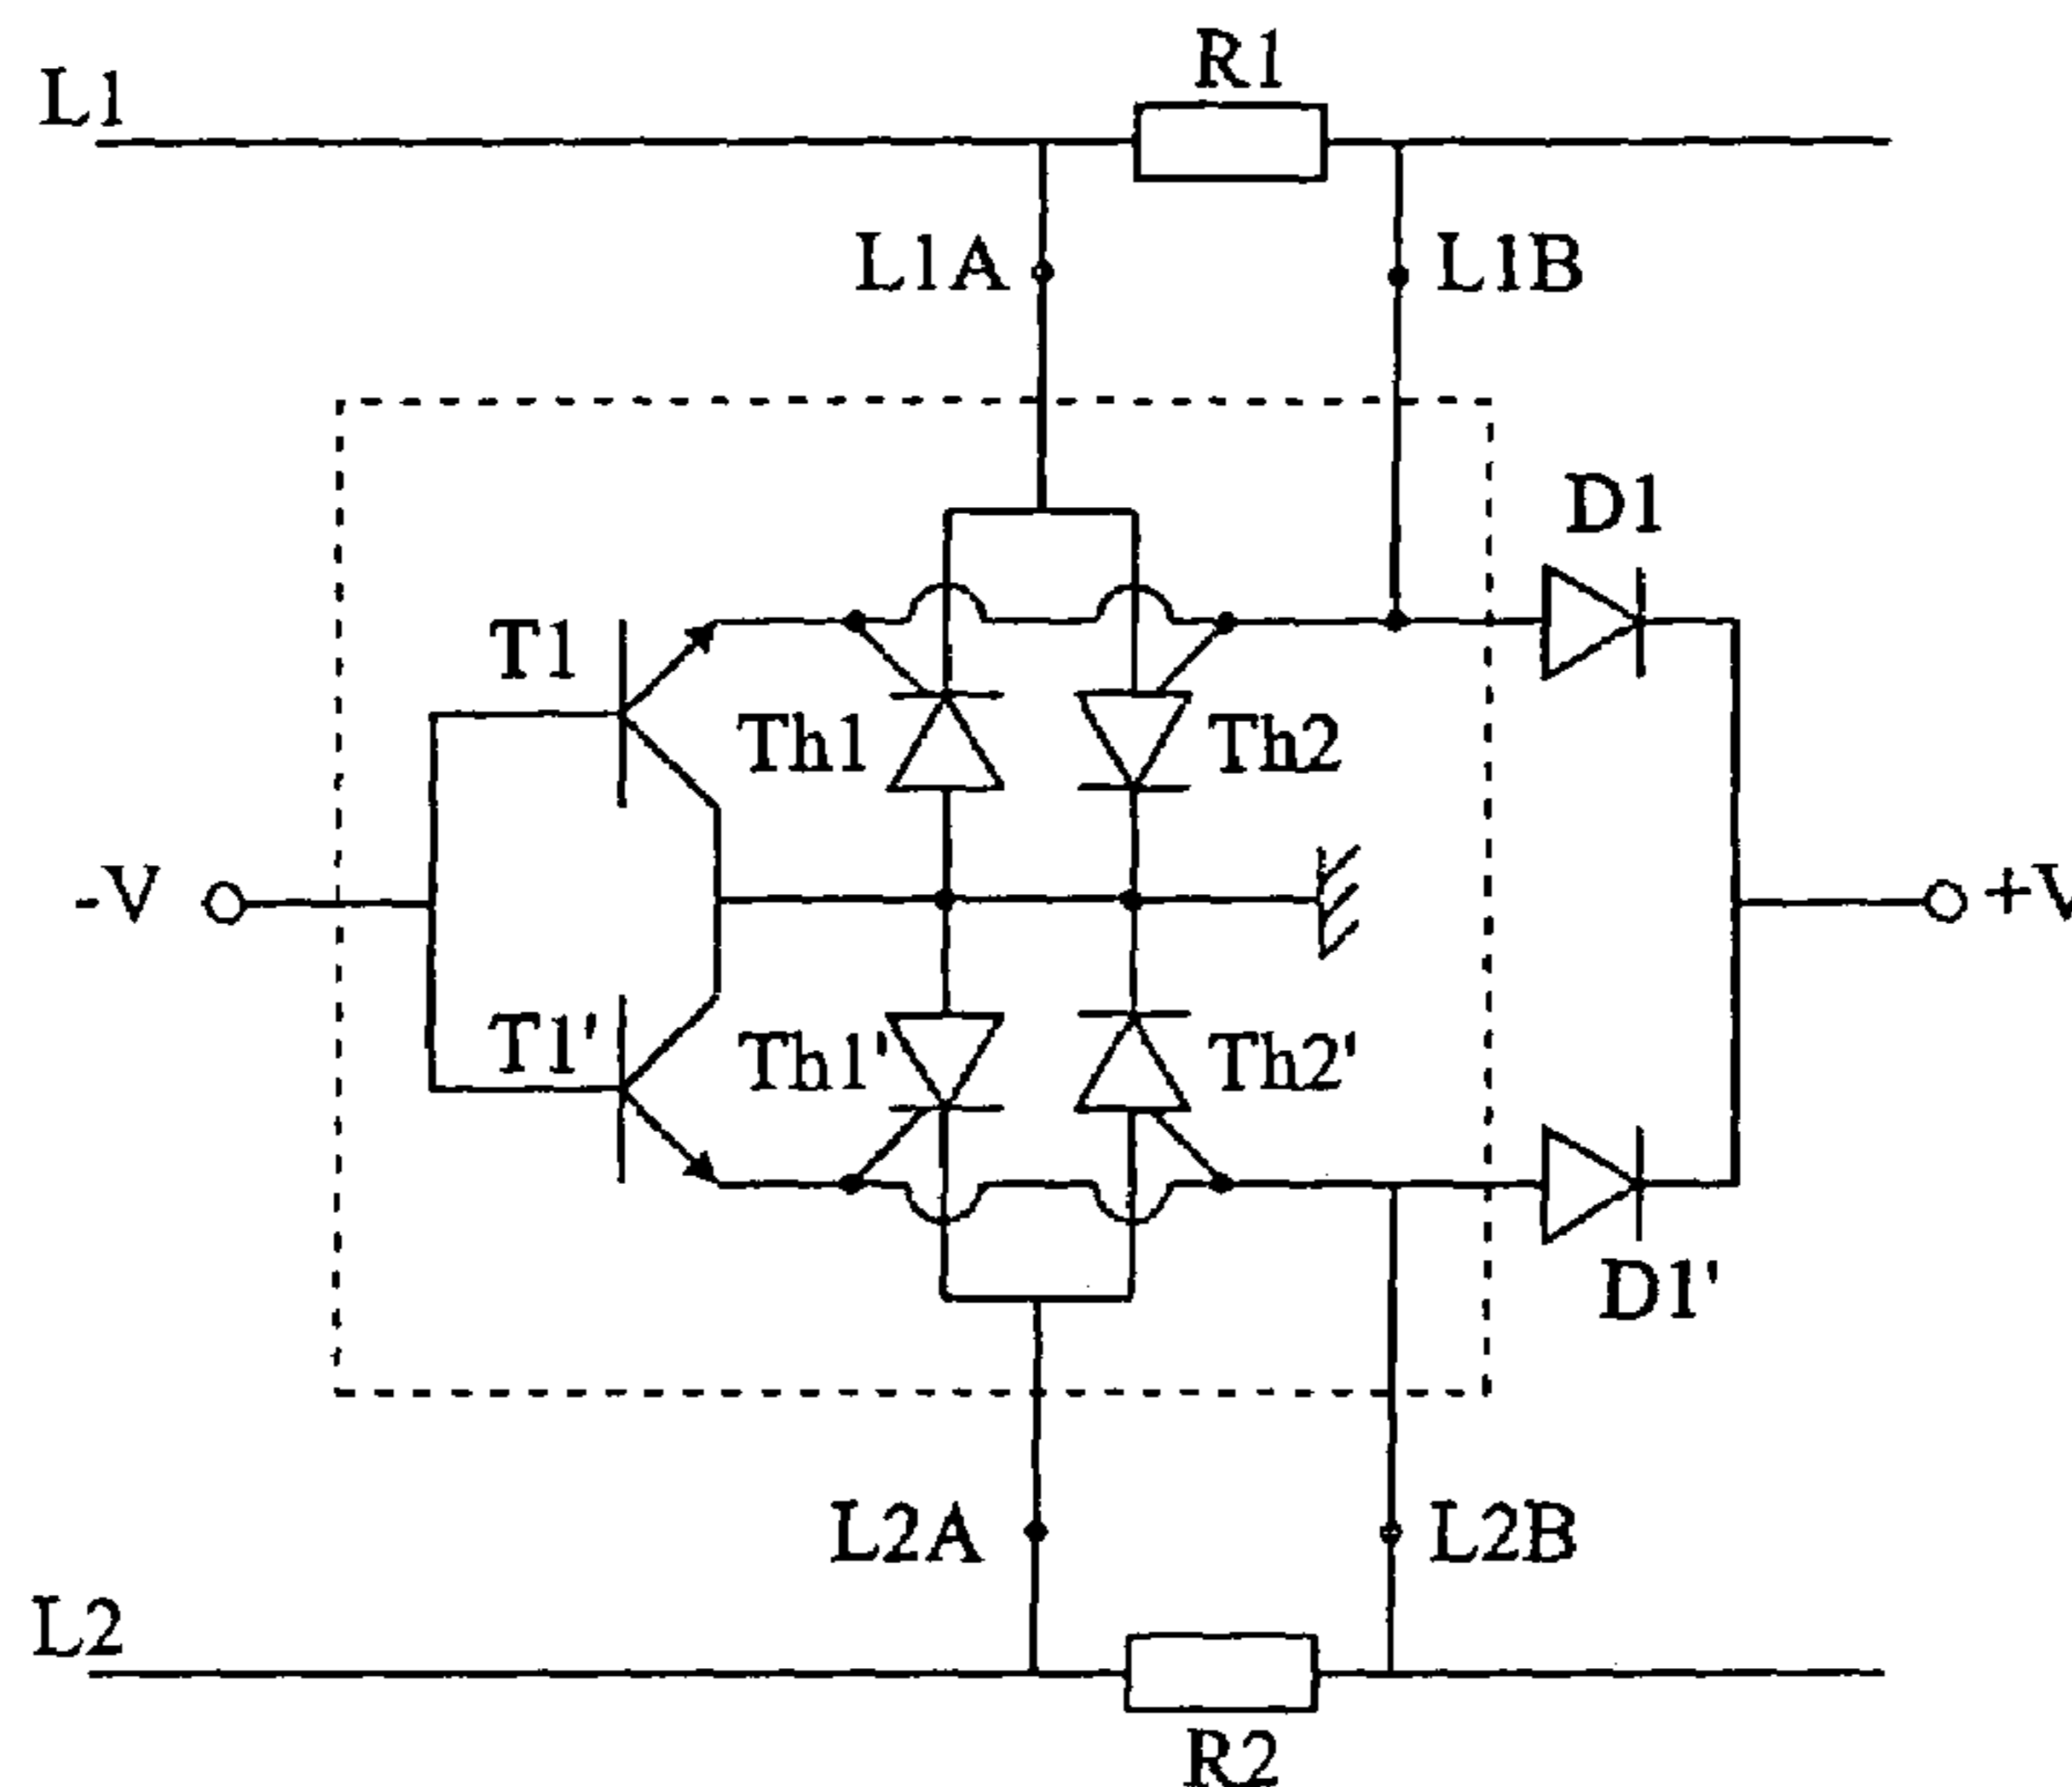 R1
L1
L1A
L1B
D1
T1
Th1
Th2
-V
+V
T1'
Th1'
Th2'
D1'
L2A
L2B
L2
R2